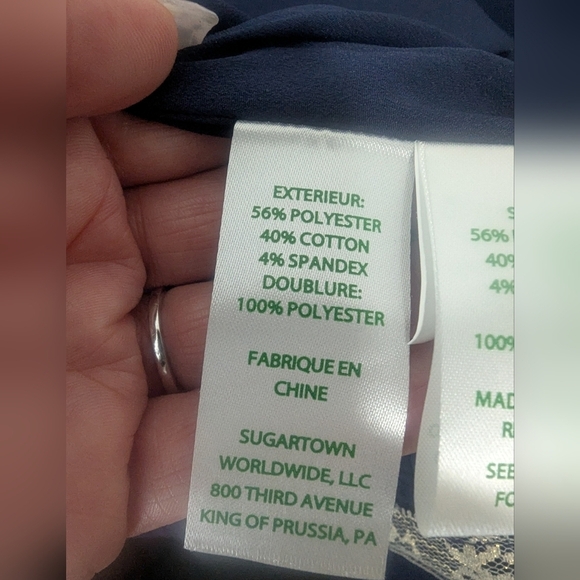 EXTERIEUR:
56% POLYESTER
40% COTTON
4% SPANDEX
DOUBLURE:
100% POLYESTER
FABRIQUE EN
CHINE
SUGARTOWN
WORLDWIDE, LLC
800 THIRD AVENUE
KING OF PRUSSIA, PA
56%
40%
4%
100%
SEE